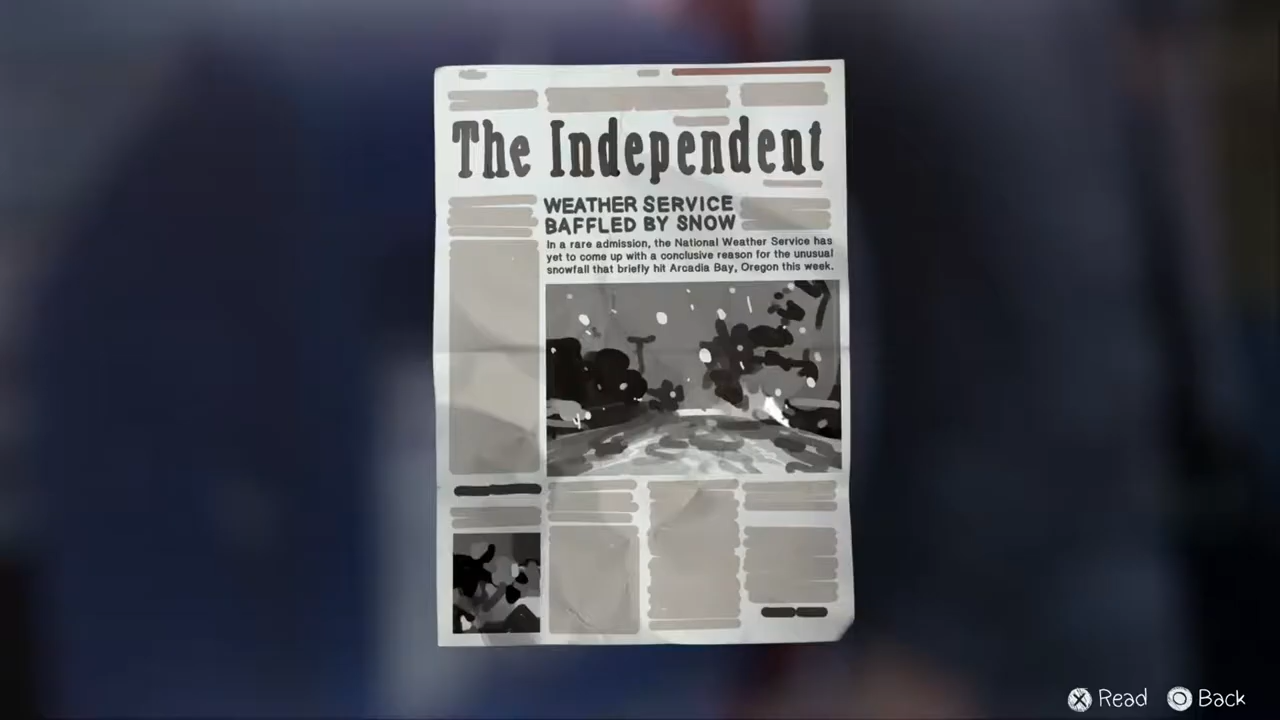 The Independent
WEATHER SERVICE
BAFFLED BY SNOW
In a rare admission, the National Weather Service has
yet to come up with a conclusive reason for the unusual
snowfall that briefly hit Arcadia Bay, Oregon this week.
Read
Back